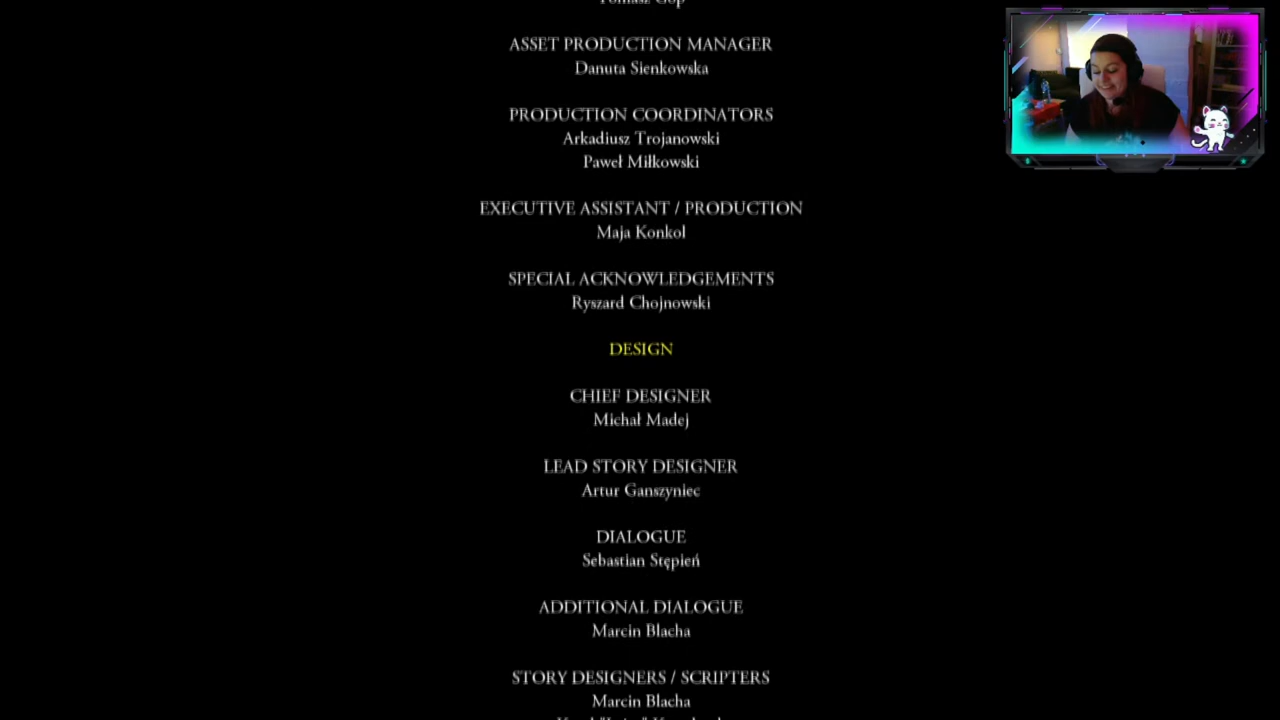 Tomasz Gop
ASSET PRODUCTION MANAGER
Danuta Sienkowska
PRODUCTION COORDINATORS
Arkadiusz Trojanowski
Paweł Miłkowski
EXECUTIVE ASSISTANT / PRODUCTION
Maja Konkol
SPECIAL ACKNOWLEDGEMENTS
Ryszard Chojnowski
DESIGN
CHIEF DESIGNER
Michał Madej
LEAD STORY DESIGNER
Artur Ganszyniec
DIALOGUE
Sebastian Stępień
ADDITIONAL DIALOGUE
Marcin Blacha
STORY DESIGNERS / SCRIPTERS
Marcin Blacha